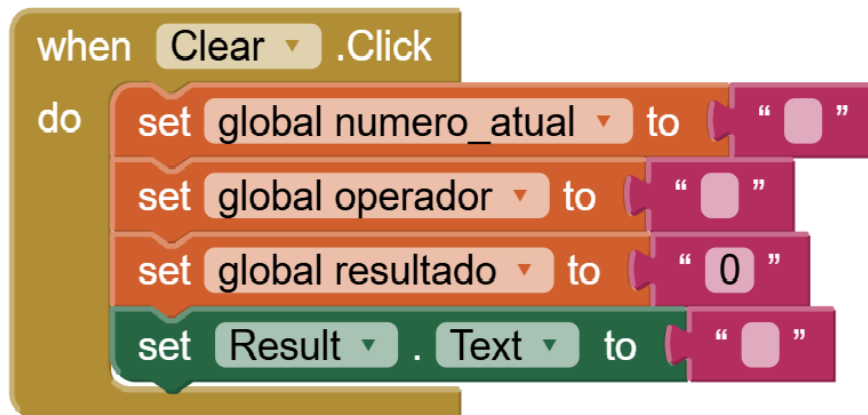 when Clear .Click
do set global numero_atual to “ ”
set global operador to “ ”
set global resultado to “ 0 ”
set Result . Text to “ ”